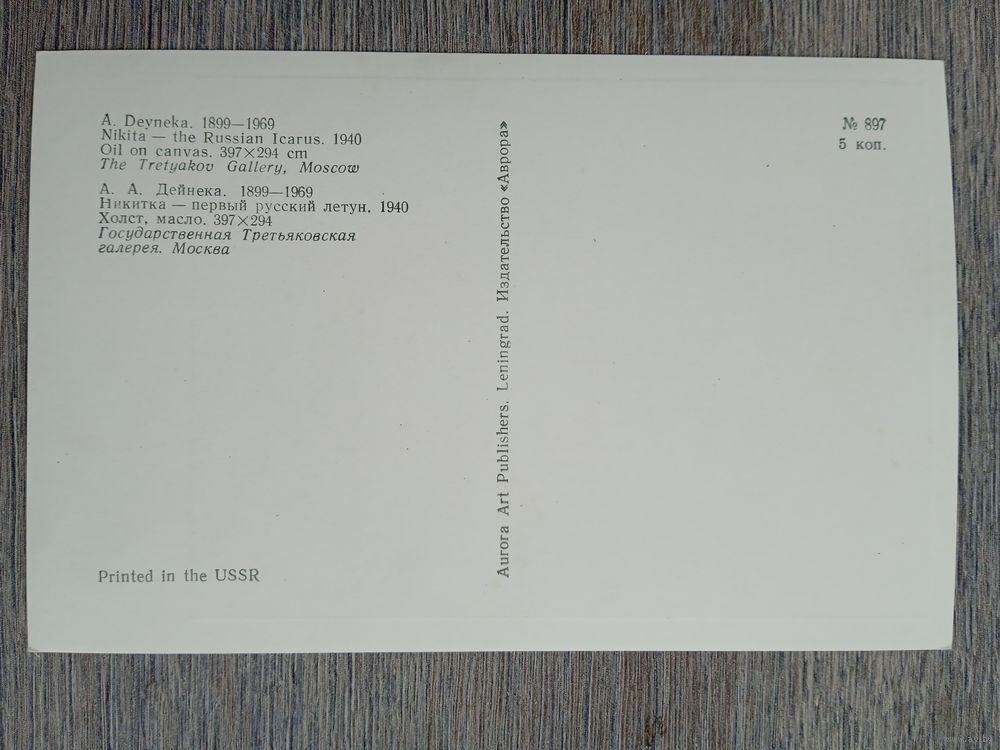 A. Deyneka. 1899—1969
Nikita — the Russian Icarus. 1940
Oil on canvas. 397×294 cm
The Tretyakov Gallery, Moscow
А. А. Дейнека. 1899—1969
Никитка — первый русский летун. 1940
Холст, масло. 397×294
Государственная Третьяковская
галерея. Москва
Printed in the USSR
Aurora Art Publishers. Leningrad. Издательство «Аврора»
№ 897
5 коп.